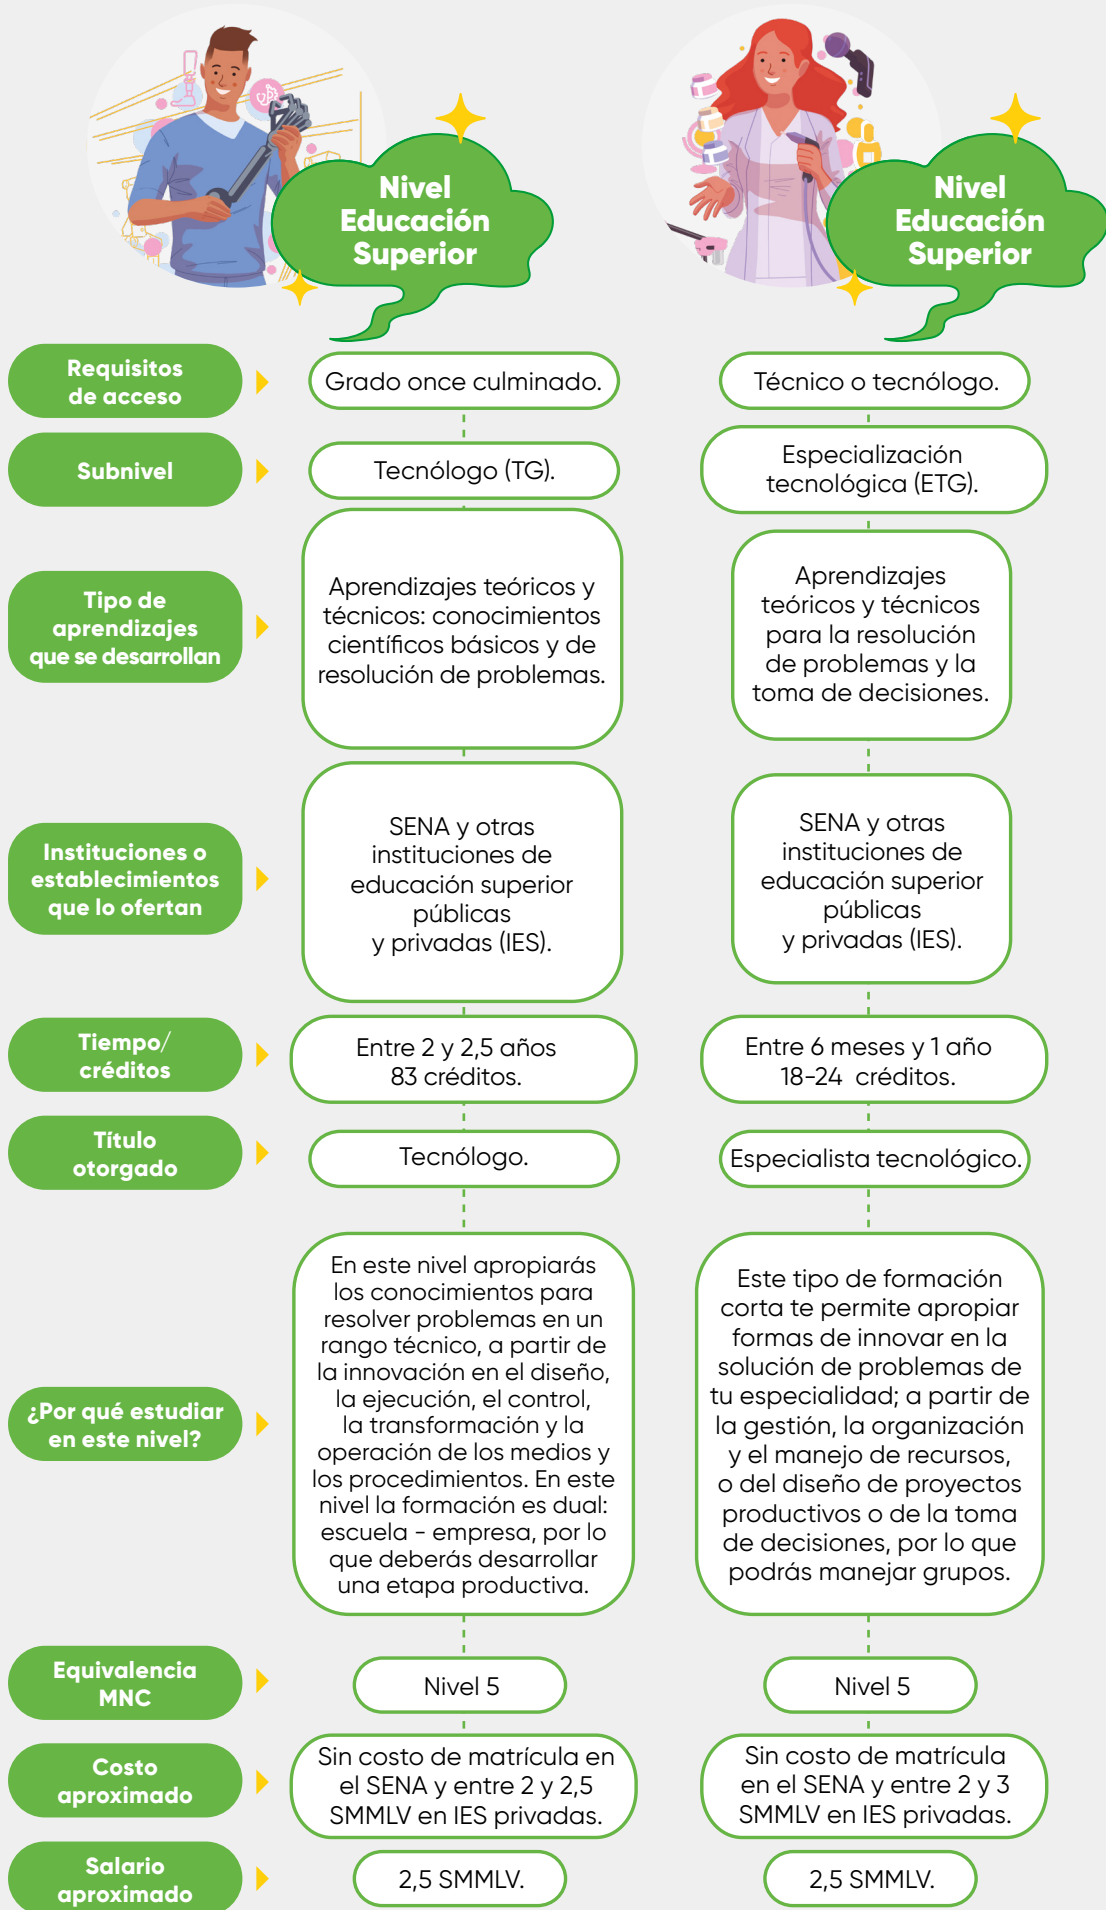 Nivel
Educación
Superior
Nivel
Educación
Superior
Requisitos
de acceso
Grado once culminado.
Técnico o tecnólogo.
Subnivel
Tecnólogo (TG).
Especialización
tecnológica (ETG).
Tipo de
aprendizajes
que se desarrollan
Aprendizajes teóricos y
técnicos: conocimientos
científicos básicos y de
resolución de problemas.
Aprendizajes
teóricos y técnicos
para la resolución
de problemas y la
toma de decisiones.
Instituciones o
establecimientos
que lo ofertan
SENA y otras
instituciones de
educación superior
públicas
y privadas (IES).
SENA y otras
instituciones de
educación superior
públicas
y privadas (IES).
Tiempo/
créditos
Entre 2 y 2,5 años
83 créditos.
Entre 6 meses y 1 año
18-24 créditos.
Título
otorgado
Tecnólogo.
Especialista tecnológico.
¿Por qué estudiar
en este nivel?
En este nivel apropiarás
los conocimientos para
resolver problemas en un
rango técnico, a partir de
la innovación en el diseño,
la ejecución, el control,
la transformación y la
operación de los medios y
los procedimientos. En este
nivel la formación es dual:
escuela - empresa, por lo
que deberás desarrollar
una etapa productiva.
Este tipo de formación
corta te permite apropiar
formas de innovar en la
solución de problemas de
tu especialidad; a partir de
la gestión, la organización
y el manejo de recursos,
o del diseño de proyectos
productivos o de la toma
de decisiones, por lo que
podrás manejar grupos.
Equivalencia
MNC
Nivel 5
Nivel 5
Costo
aproximado
Sin costo de matrícula en
el SENA y entre 2 y 2,5
SMMLV en IES privadas.
Sin costo de matrícula
en el SENA y entre 2 y 3
SMMLV en IES privadas.
Salario
aproximado
2,5 SMMLV.
2,5 SMMLV.